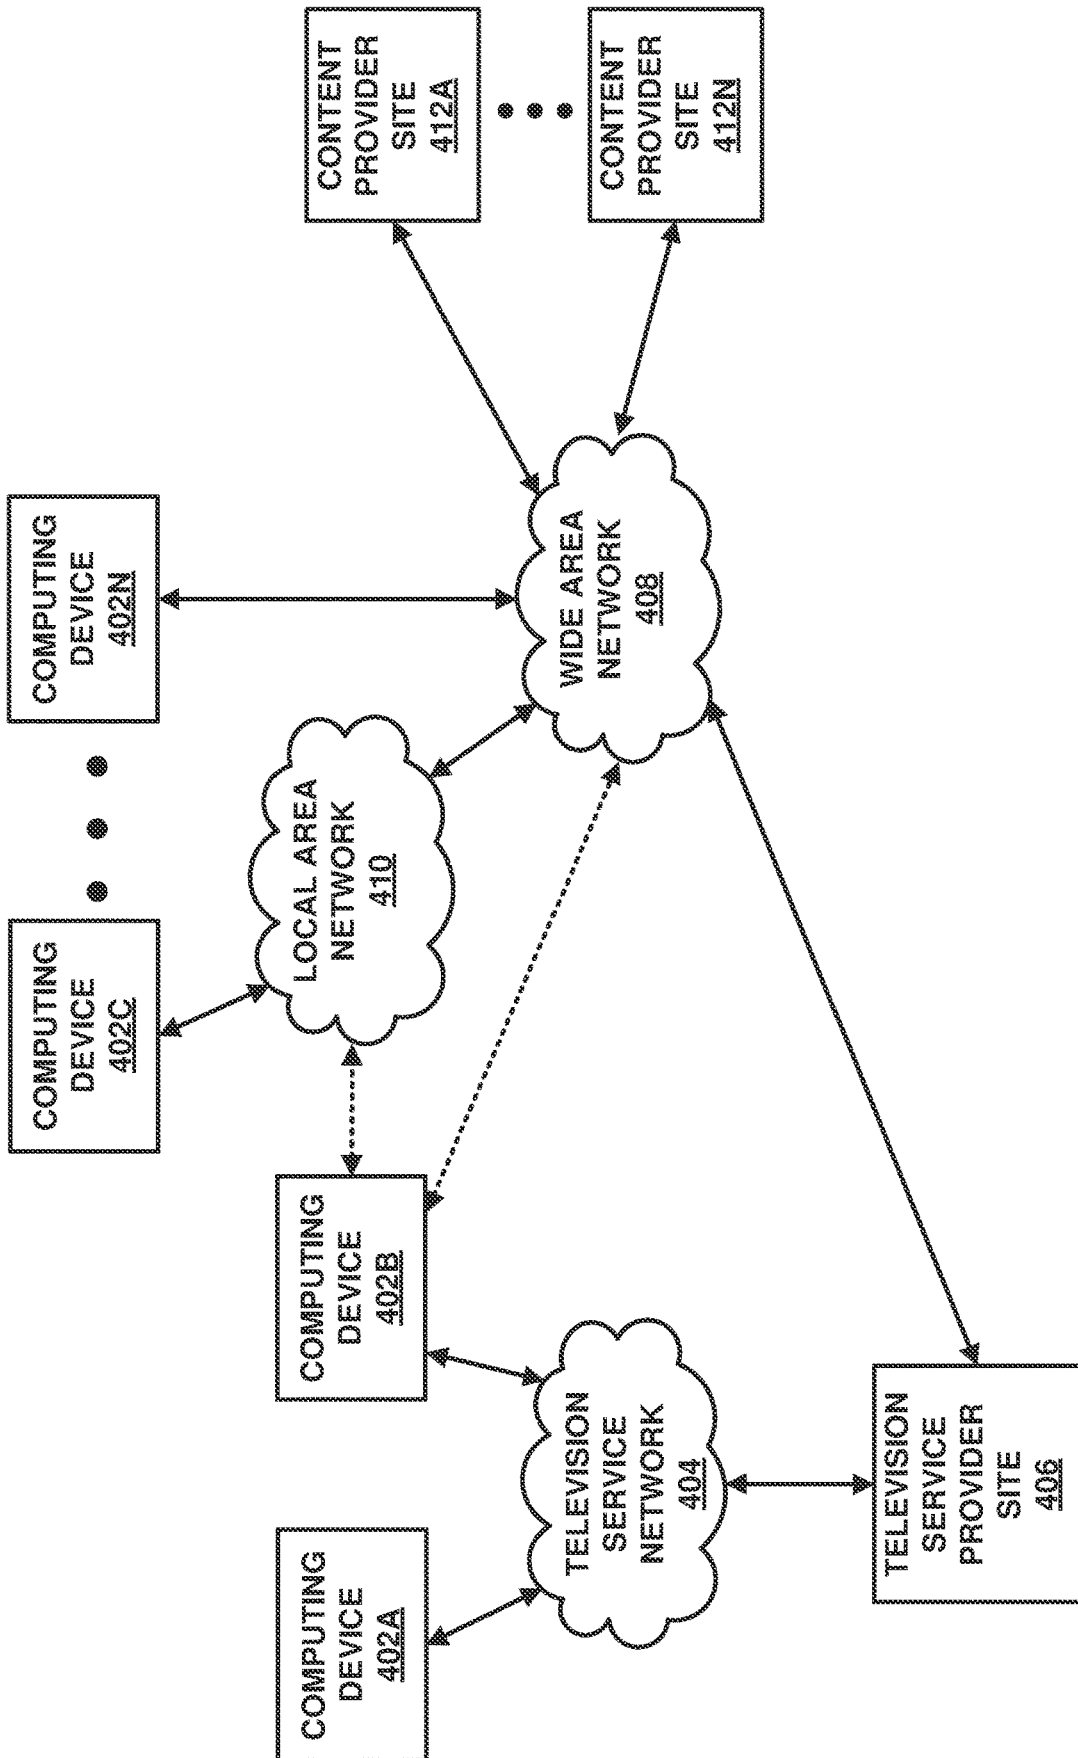 COMPUTING
DEVICE
402A
COMPUTING
DEVICE
402B
COMPUTING
DEVICE
402C
COMPUTING
DEVICE
402N
LOCAL AREA
NETWORK
410
TELEVISION
SERVICE
NETWORK
404
WIDE AREA
NETWORK
408
CONTENT
PROVIDER
SITE
412A
CONTENT
PROVIDER
SITE
412N
TELEVISION
SERVICE
PROVIDER
SITE
406